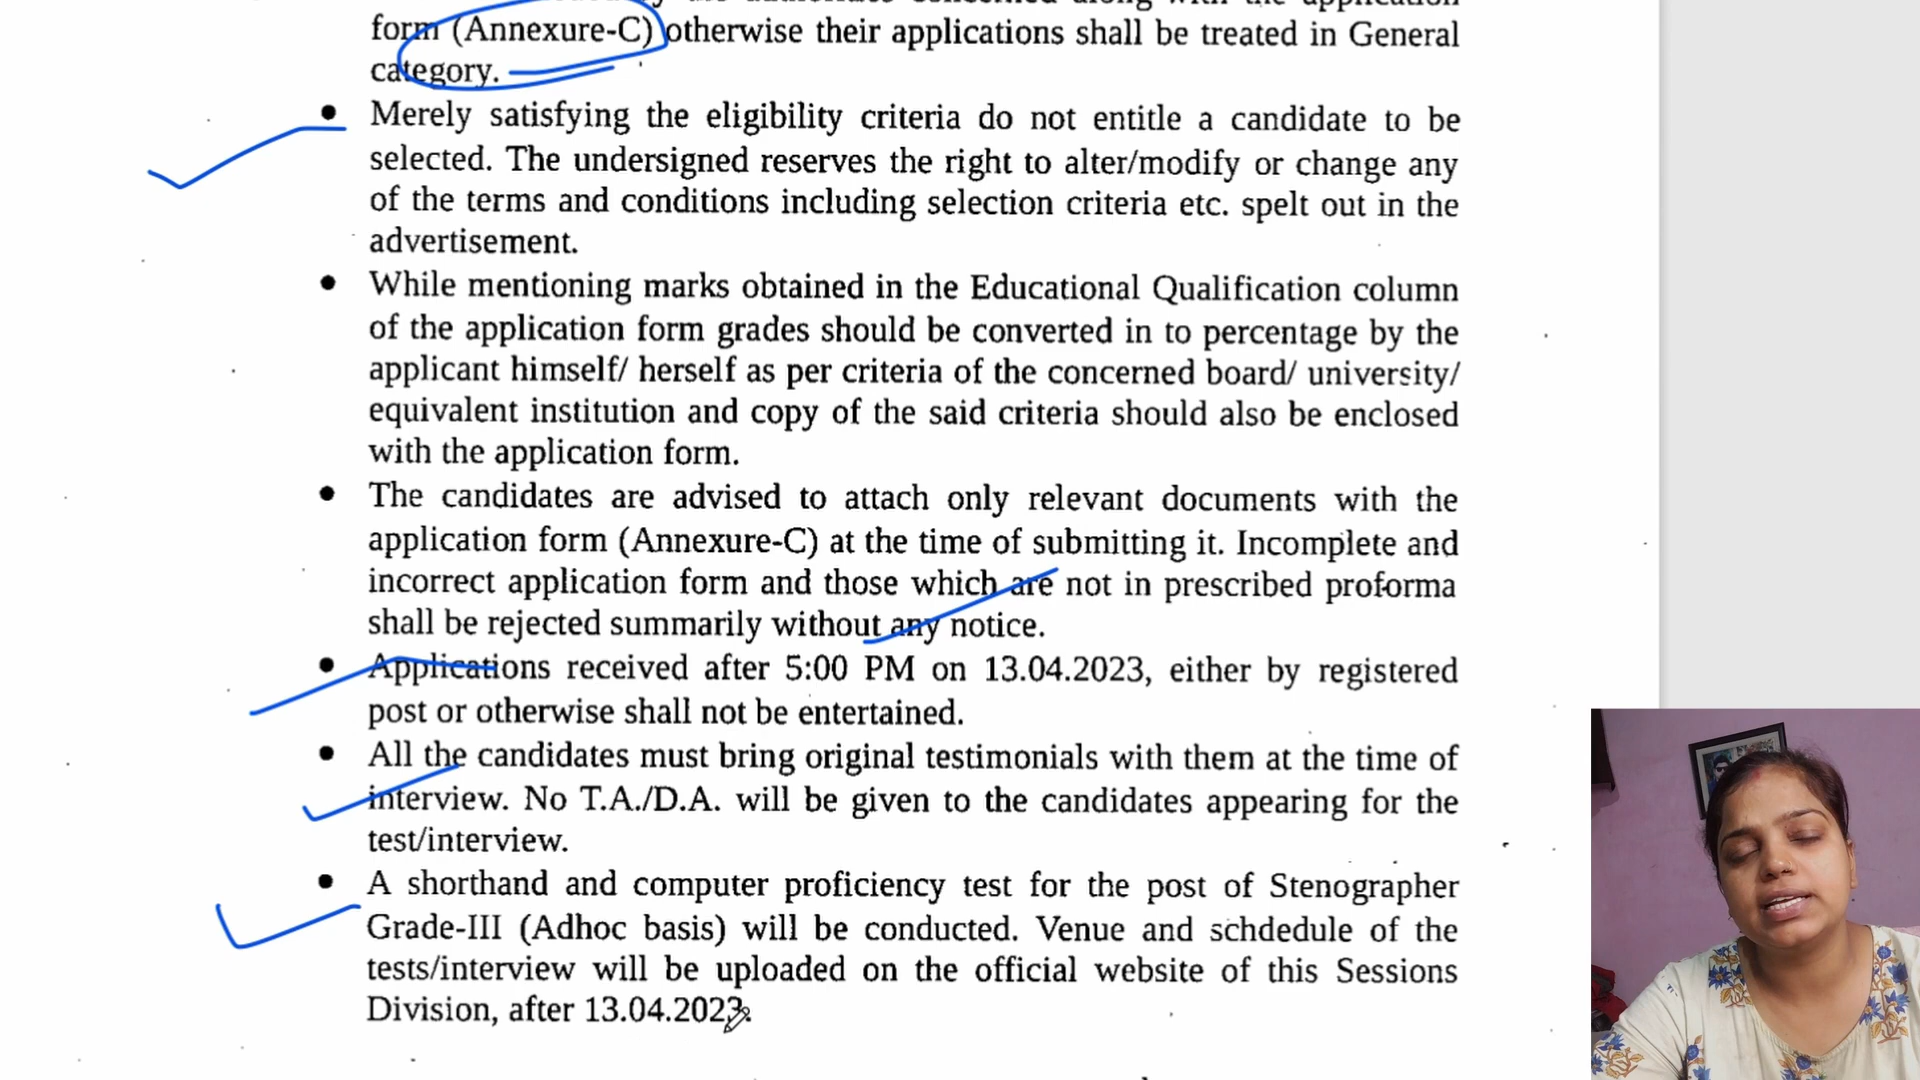 form (Annexure-C) otherwise their applications shall be treated in General
category.
• Merely satisfying the eligibility criteria do not entitle a candidate to be
selected. The undersigned reserves the right to alter/modify or change any
of the terms and conditions including selection criteria etc. spelt out in the
advertisement.
• While mentioning marks obtained in the Educational Qualification column
of the application form grades should be converted in to percentage by the
applicant himself/ herself as per criteria of the concerned board/ university/
equivalent institution and copy of the said criteria should also be enclosed
with the application form.
• The candidates are advised to attach only relevant documents with the
application form (Annexure-C) at the time of submitting it. Incomplete and
incorrect application form and those which are not in prescribed proforma
shall be rejected summarily without any notice.
• Applications received after 5:00 PM on 13.04.2023, either by registered
post or otherwise shall not be entertained.
• All the candidates must bring original testimonials with them at the time of
interview. No T.A./D.A. will be given to the candidates appearing for the
test/interview.
• A shorthand and computer proficiency test for the post of Stenographer
Grade-III (Adhoc basis) will be conducted. Venue and schdedule of the
tests/interview will be uploaded on the official website of this Sessions
Division, after 13.04.2023.